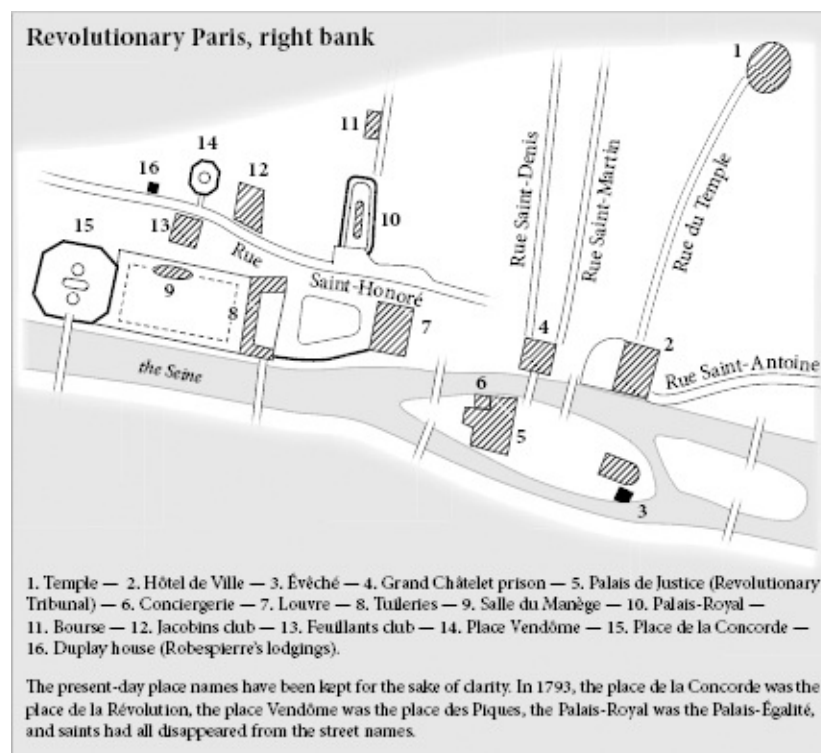 Revolutionary Paris, right bank
1
11
14
16
12
10
15
13
Rue
Saint-Honoré
9
8
7
Rue Saint-Denis
Rue Saint-Martin
Rue du Temple
4
2
Rue Saint-Antoine
the Seine
6
5
3
1. Temple — 2. Hôtel de Ville — 3. Évêché — 4. Grand Châtelet prison — 5. Palais de Justice (Revolutionary
Tribunal) — 6. Conciergerie — 7. Louvre — 8. Tuileries — 9. Salle du Manège — 10. Palais-Royal —
11. Bourse — 12. Jacobins club — 13. Feuillants club — 14. Place Vendôme — 15. Place de la Concorde —
16. Duplay house (Robespierre's lodgings).
The present-day place names have been kept for the sake of clarity. In 1793, the place de la Concorde was the
place de la Révolution, the place Vendôme was the place des Piques, the Palais-Royal was the Palais-Égalité,
and saints had all disappeared from the street names.